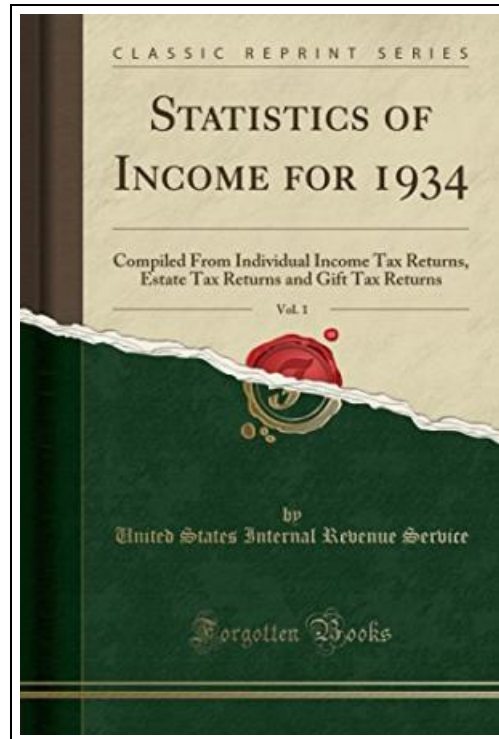 CLASSIC REPRINT SERIES
STATISTICS OF
INCOME FOR 1934
Compiled From Individual Income Tax Returns,
Estate Tax Returns and Gift Tax Returns
Vol. 1
by
United States Internal Revenue Service
Forgotten Books